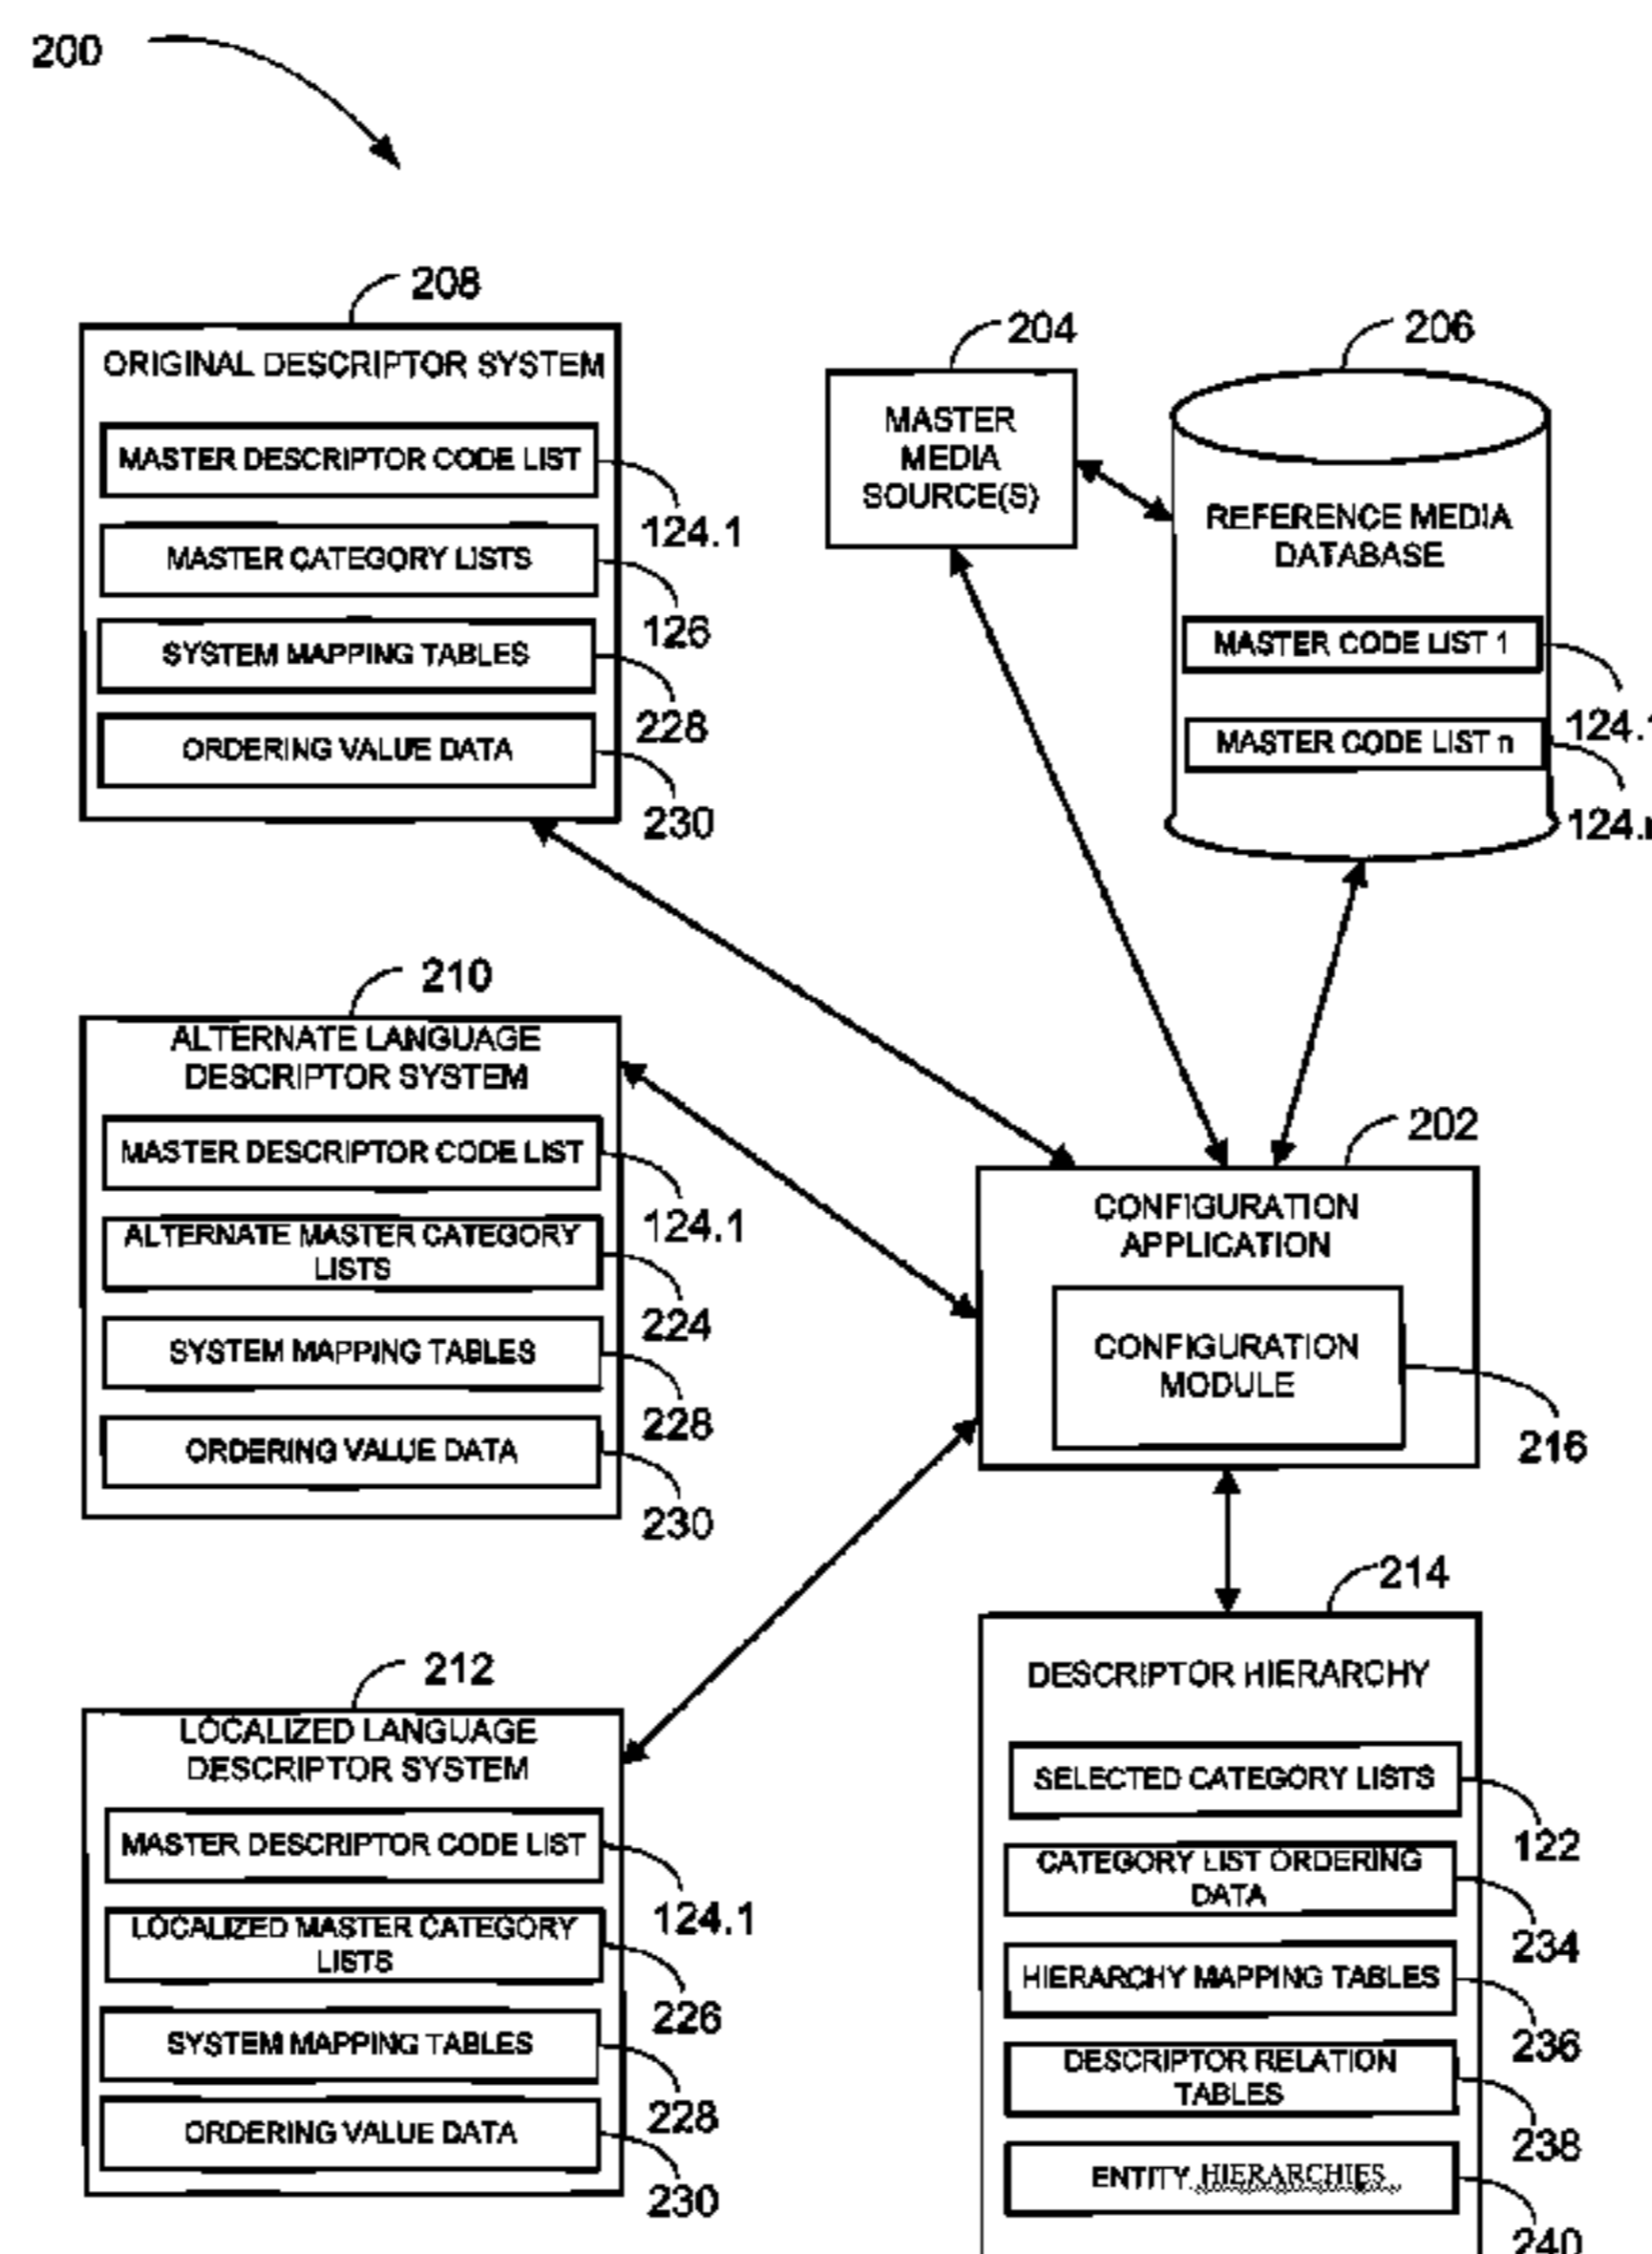 200
208
ORIGINAL DESCRIPTOR SYSTEM
MASTER DESCRIPTOR CODE LIST
124.1
MASTER CATEGORY LISTS
126
SYSTEM MAPPING TABLES
228
ORDERING VALUE DATA
230
204
MASTER
MEDIA
SOURCE(S)
206
REFERENCE MEDIA
DATABASE
MASTER CODE LIST 1
124.1
MASTER CODE LIST n
124.n
210
ALTERNATE LANGUAGE
DESCRIPTOR SYSTEM
MASTER DESCRIPTOR CODE LIST
124.1
ALTERNATE MASTER CATEGORY
LISTS
224
SYSTEM MAPPING TABLES
228
ORDERING VALUE DATA
230
202
CONFIGURATION
APPLICATION
CONFIGURATION
MODULE
216
212
LOCALIZED LANGUAGE
DESCRIPTOR SYSTEM
MASTER DESCRIPTOR CODE LIST
124.1
LOCALIZED MASTER CATEGORY
LISTS
226
SYSTEM MAPPING TABLES
228
ORDERING VALUE DATA
230
214
DESCRIPTOR HIERARCHY
SELECTED CATEGORY LISTS
122
CATEGORY LIST ORDERING
DATA
234
HIERARCHY MAPPING TABLES
236
DESCRIPTOR RELATION
TABLES
238
ENTITY HIERARCHIES
240